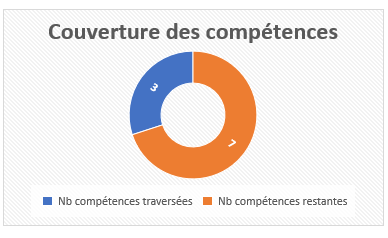 Couverture des compétences
3
7
Nb compétences traversées
Nb compétences restantes